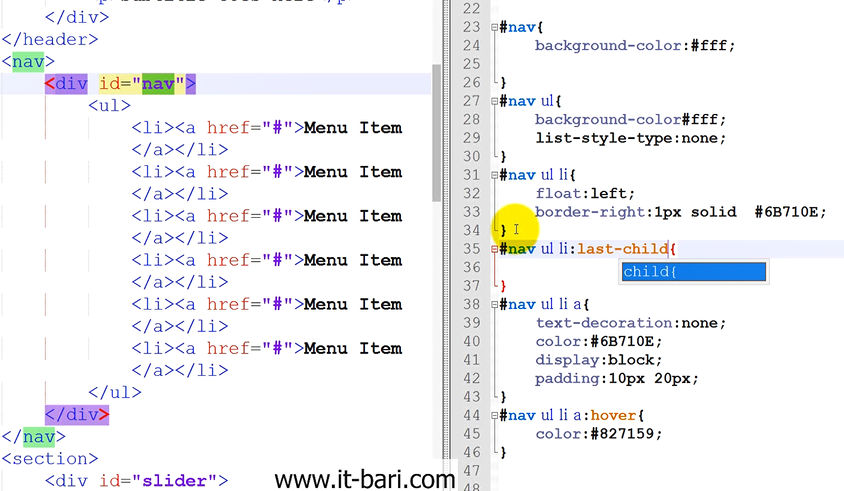 </div>
</header>
<nav>
<div id="nav">
<ul>
<li><a href="#">Menu Item
</a></li>
<li><a href="#">Menu Item
</a></li>
<li><a href="#">Menu Item
</a></li>
<li><a href="#">Menu Item
</a></li>
<li><a href="#">Menu Item
</a></li>
<li><a href="#">Menu Item
</a></li>
</ul>
</div>
</nav>
<section>
<div id="slider">
22
23 #nav{
24 background-color:#fff;
25
26 }
27 #nav ul{
28 background-color#fff;
29 list-style-type:none;
30 }
31 #nav ul li{
32 float:left;
33 border-right:1px solid  #6B710E;
34 }
35 #nav ul li:last-child{
36
child{
37 }
38 #nav ul li a{
39 text-decoration:none;
40 color:#6B710E;
41 display:block;
42 padding:10px 20px;
43 }
44 #nav ul li a:hover{
45 color:#827159;
46 }
47
48
www.it-bari.com